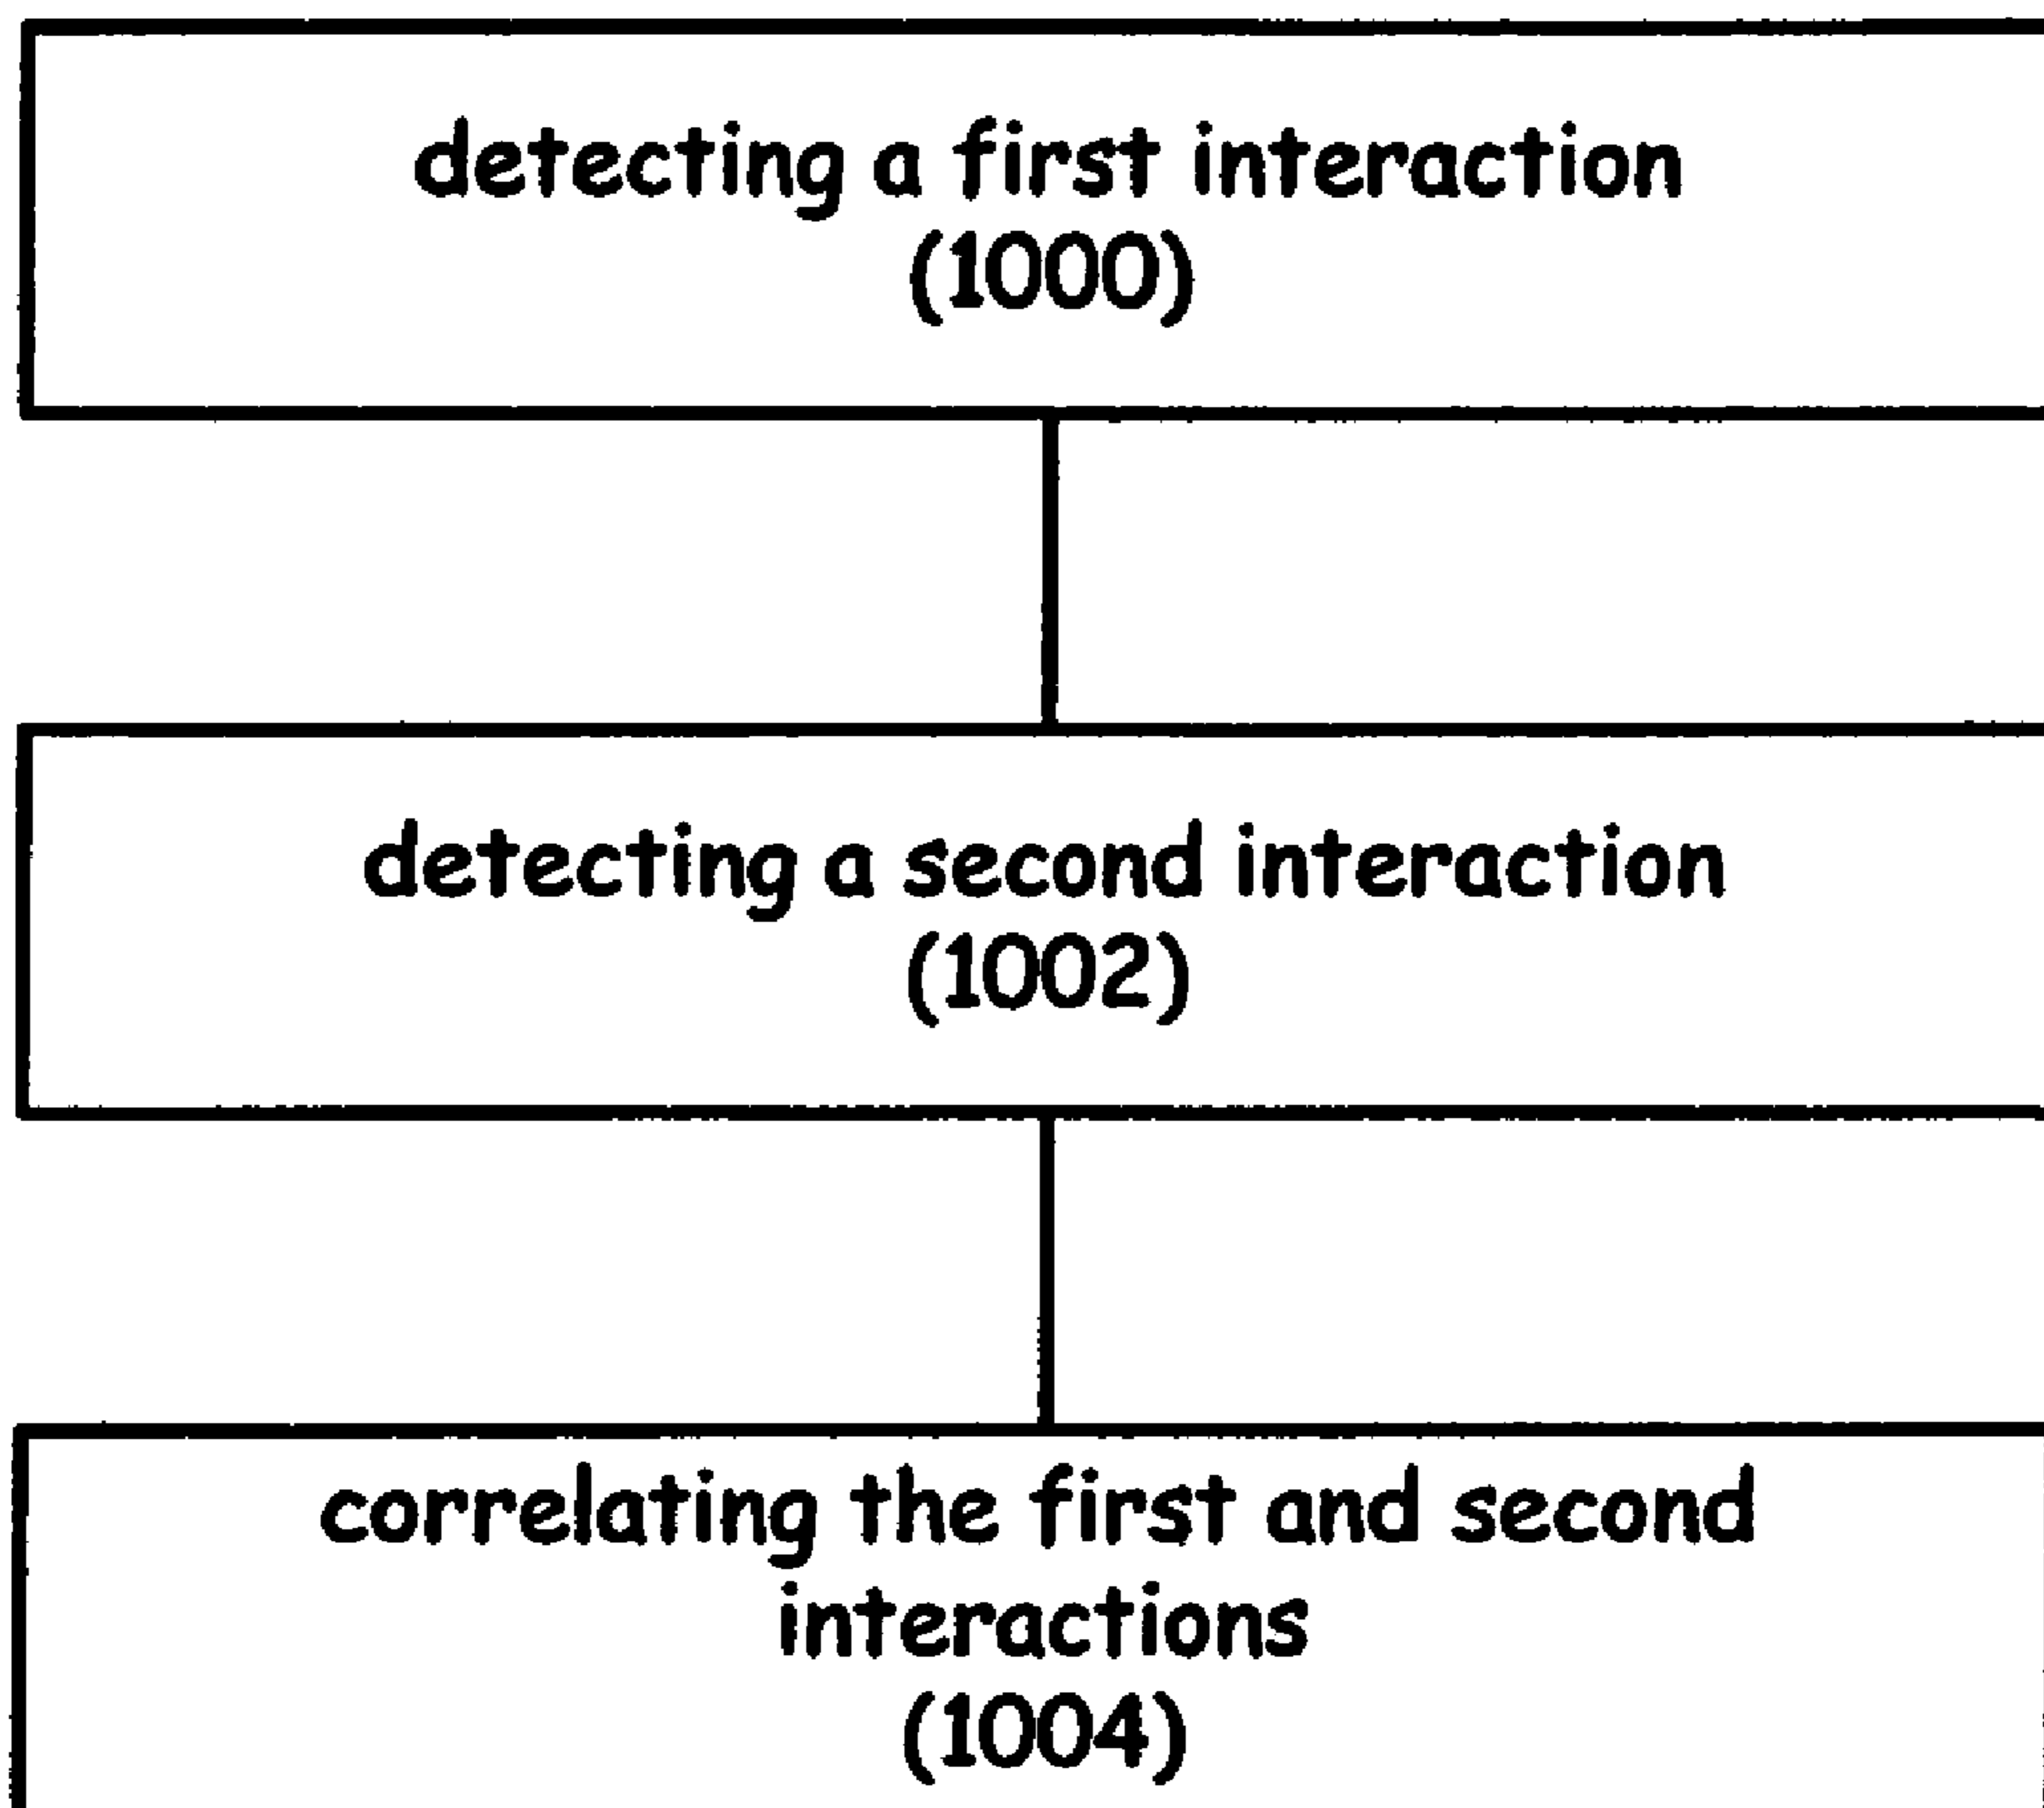 detecting a first interaction
(1000)
detecting a second interaction
(1002)
correlating the first and second
interactions
(1004)